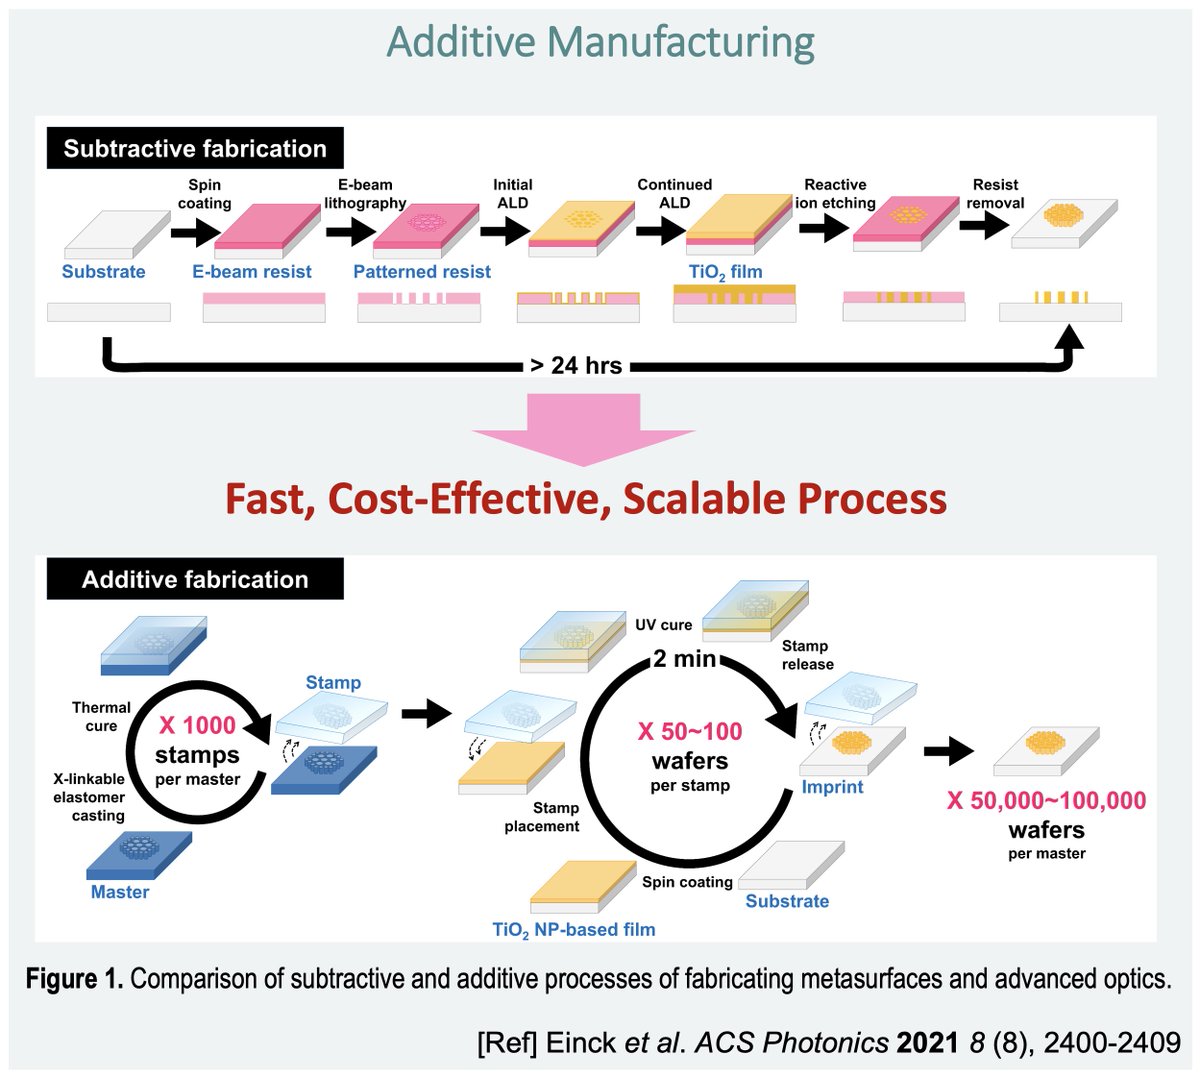 Additive Manufacturing
Subtractive fabrication
Spin
coating
E-beam
lithography
Initial
ALD
Continued
ALD
Reactive
ion etching
Resist
removal
Substrate
E-beam resist
Patterned resist
TiO₂ film
> 24 hrs
Fast, Cost-Effective, Scalable Process
Additive fabrication
Thermal
cure
X 1000
stamps
per master
X-linkable
elastomer
casting
Master
Stamp
UV cure
2 min
Stamp
release
X 50~100
wafers
per stamp
Stamp
placement
Spin coating
TiO₂ NP-based film
Substrate
Imprint
X 50,000~100,000
wafers
per master
Figure 1. Comparison of subtractive and additive processes of fabricating metasurfaces and advanced optics.
[Ref] Einck et al. ACS Photonics 2021 8 (8), 2400-2409